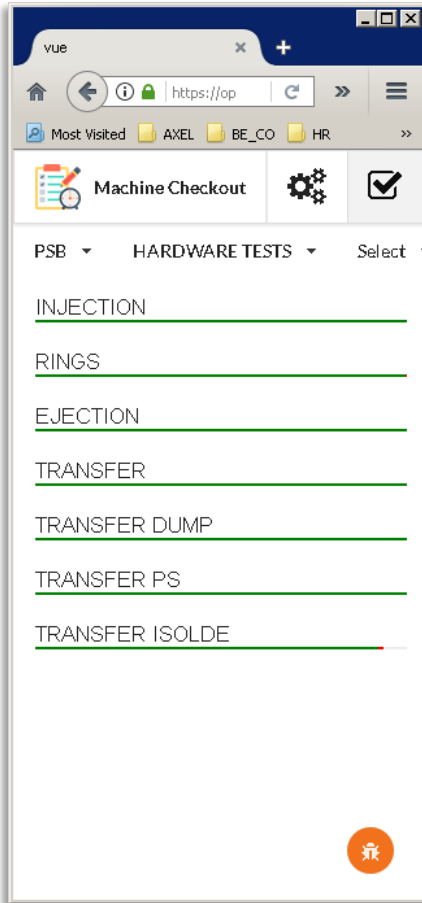 vue
https://op
Most Visited AXEL BE_CO HR
Machine Checkout
PSB HARDWARE TESTS Select
INJECTION
RINGS
EJECTION
TRANSFER
TRANSFER DUMP
TRANSFER PS
TRANSFER ISOLDE